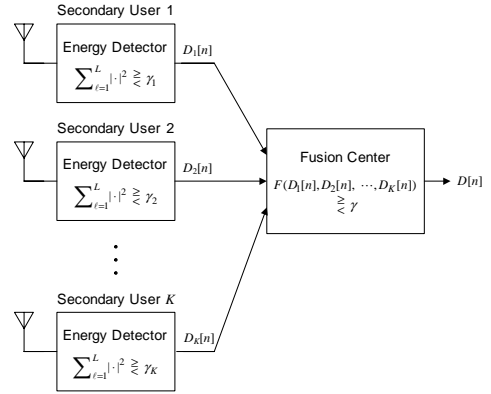 Secondary User 1
Energy Detector
∑_{ℓ=1}^{L} |·|² ≷ γ₁
D₁[n]
Secondary User 2
Energy Detector
∑_{ℓ=1}^{L} |·|² ≷ γ₂
D₂[n]
Secondary User K
Energy Detector
∑_{ℓ=1}^{L} |·|² ≷ γ_K
D_K[n]
Fusion Center
F(D₁[n],D₂[n], ⋯,D_K[n])
≷ γ
D[n]